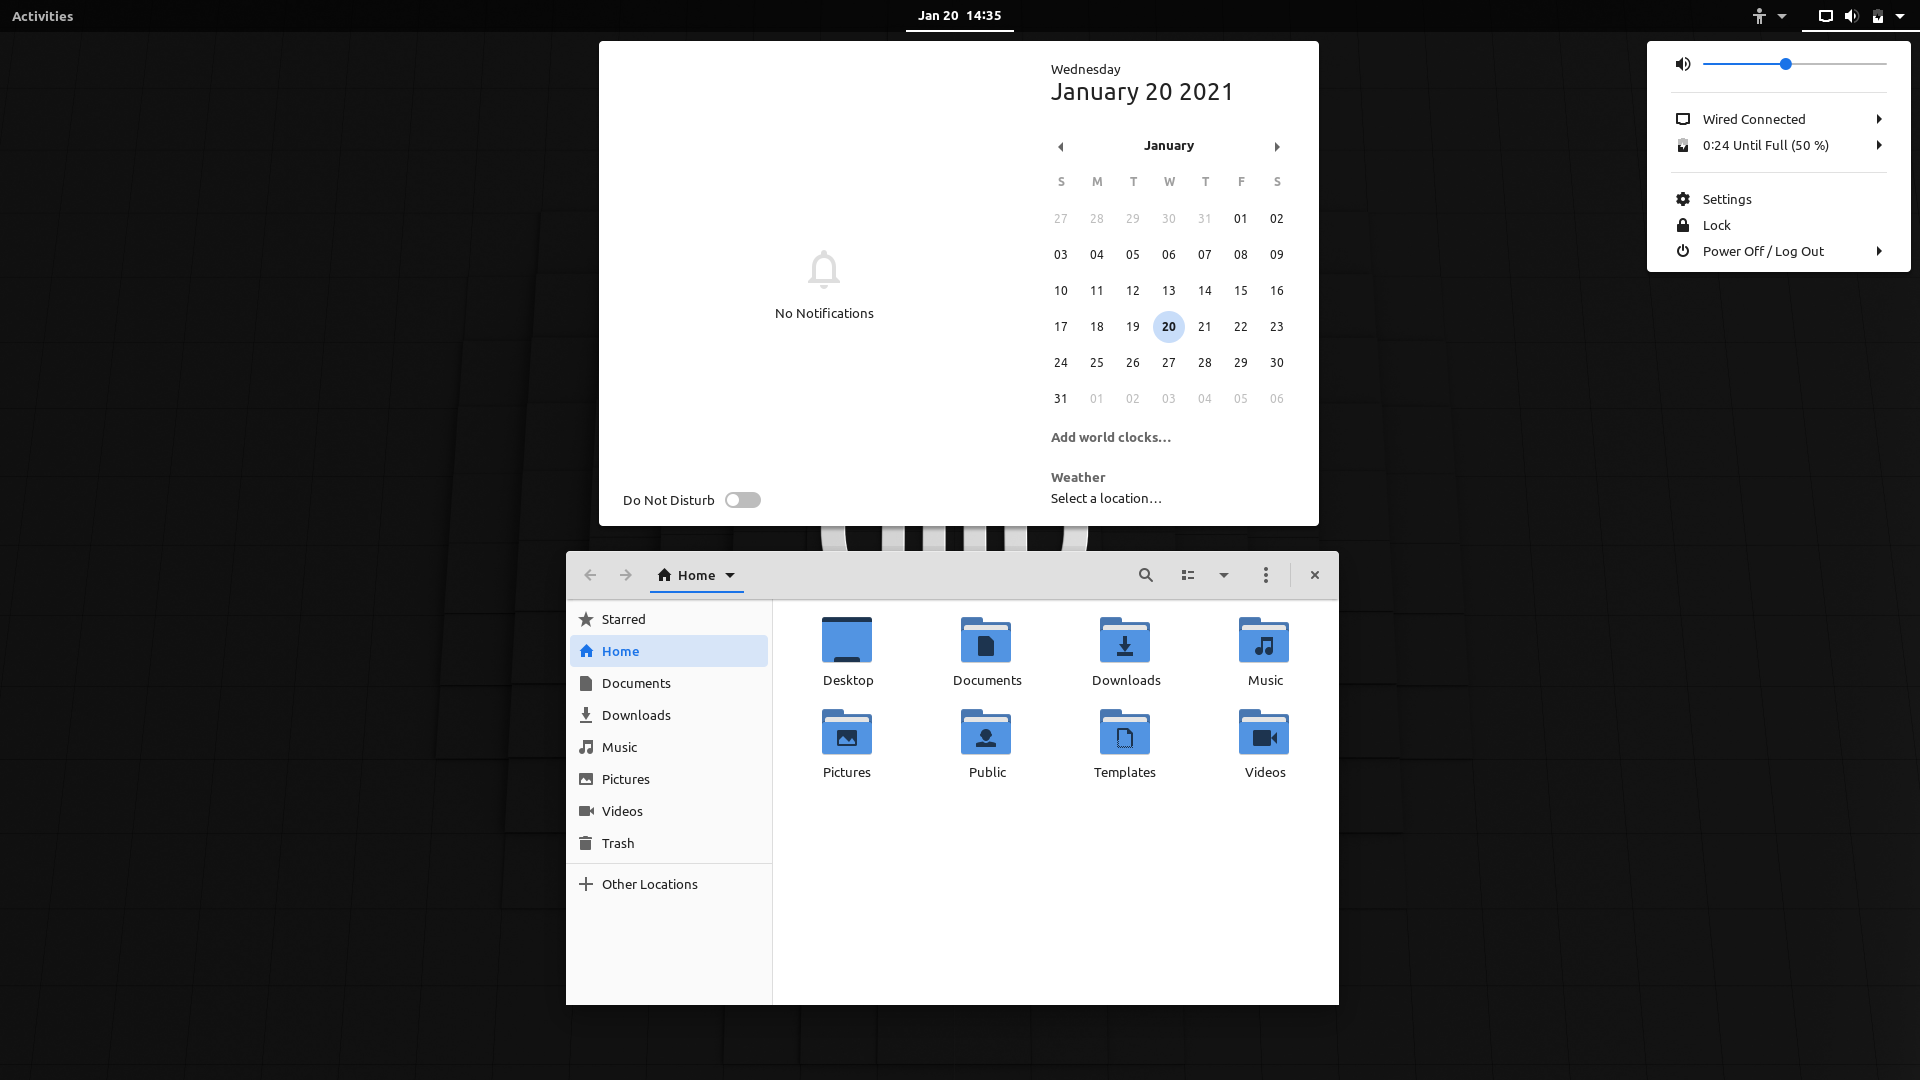 Activities
Jan 20 14:35
Wednesday
January 20 2021
January
S M T W T F S
27 28 29 30 31 01 02
03 04 05 06 07 08 09
10 11 12 13 14 15 16
17 18 19 20 21 22 23
24 25 26 27 28 29 30
31 01 02 03 04 05 06
Add world clocks…
Weather
Select a location…
No Notifications
Do Not Disturb
Wired Connected
0:24 Until Full (50 %)
Settings
Lock
Power Off / Log Out
Home
Starred
Home
Documents
Downloads
Music
Pictures
Videos
Trash
Other Locations
Desktop Documents Downloads Music
Pictures Public Templates Videos